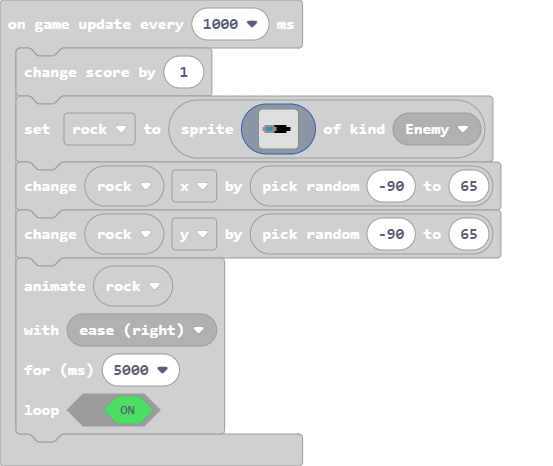 on game update every 1000 ms
change score by 1
set rock to sprite of kind Enemy
change rock x by pick random -90 to 65
change rock y by pick random -90 to 65
animate rock
with ease (right)
for (ms) 5000
loop ON